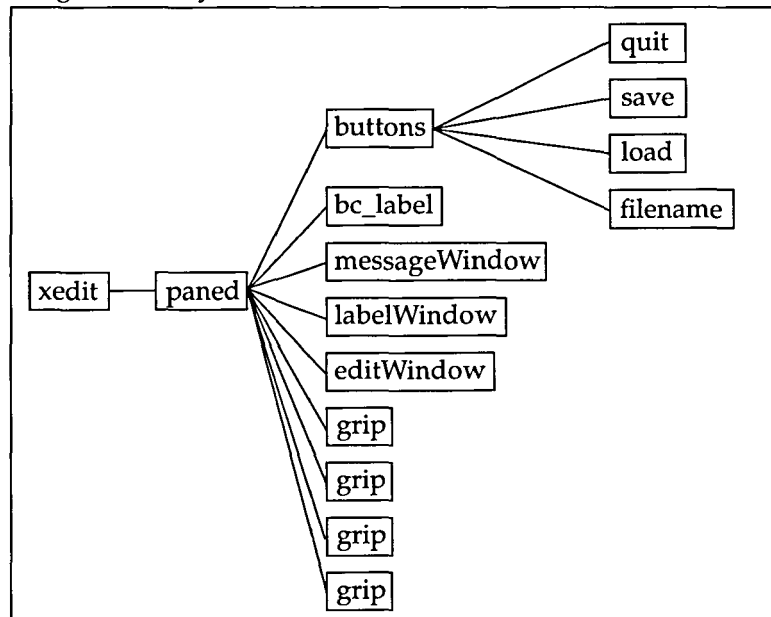 quit
save
buttons
load
bc_label
filename
messageWindow
xedit
paned
labelWindow
editWindow
grip
grip
grip
grip